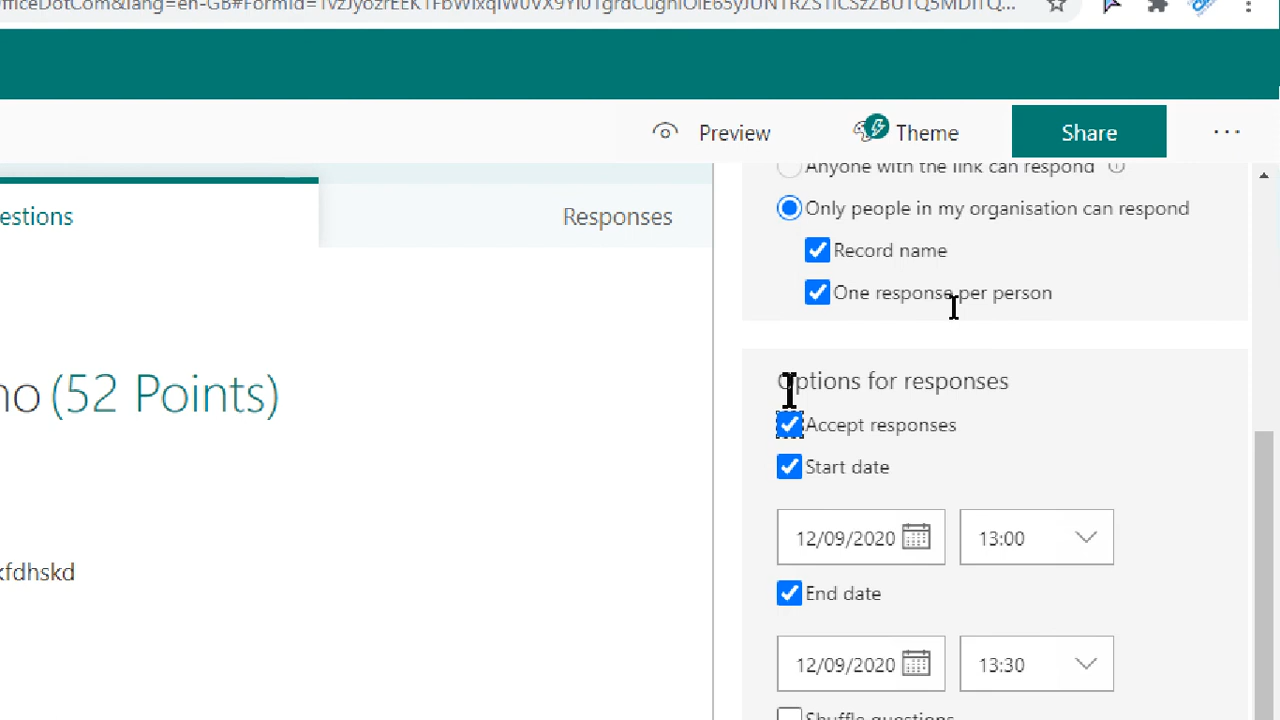 Preview
Theme
Share
Anyone with the link can respond
estions
Responses
Only people in my organisation can respond
Record name
One response per person
no (52 Points)
Options for responses
Accept responses
Start date
12/09/2020
13:00
kfdhskd
End date
12/09/2020
13:30
Shuffle questions